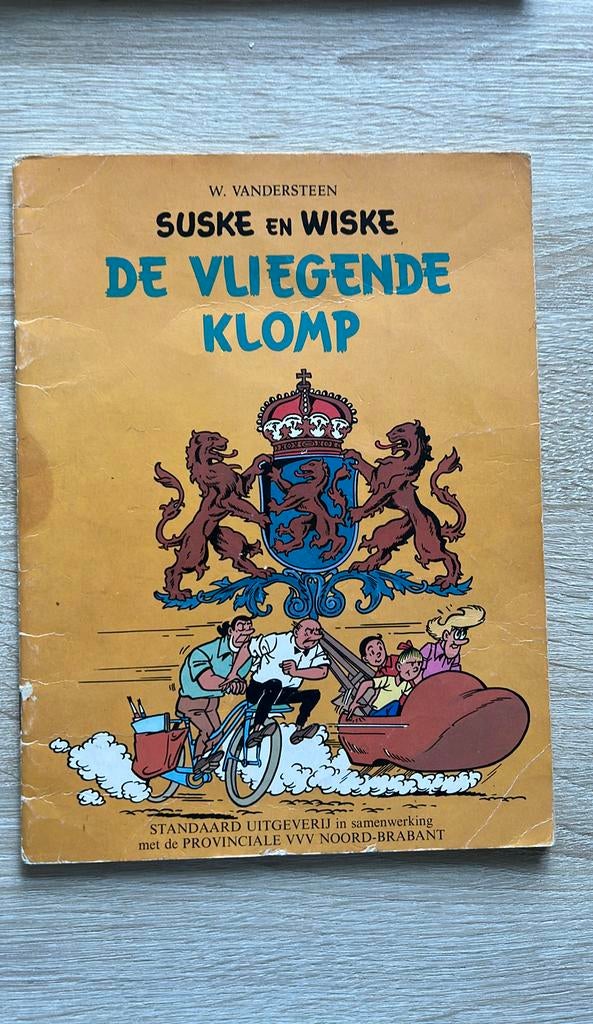 W. VANDERSTEEN
SUSKE EN WISKE
DE VLIEGENDE
KLOMP
STANDAARD UITGEVERIJ in samenwerking
met de PROVINCIALE VVV NOORD-BRABANT